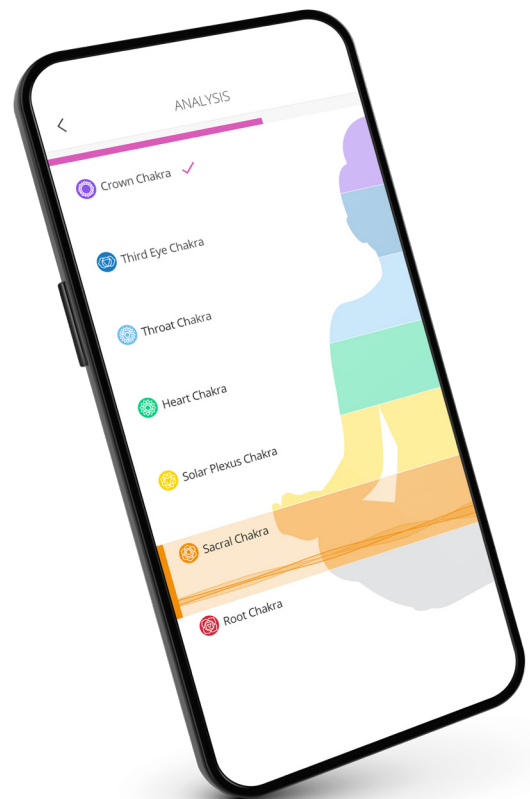 ANALYSIS
Crown Chakra
Third Eye Chakra
Throat Chakra
Heart Chakra
Solar Plexus Chakra
Sacral Chakra
Root Chakra